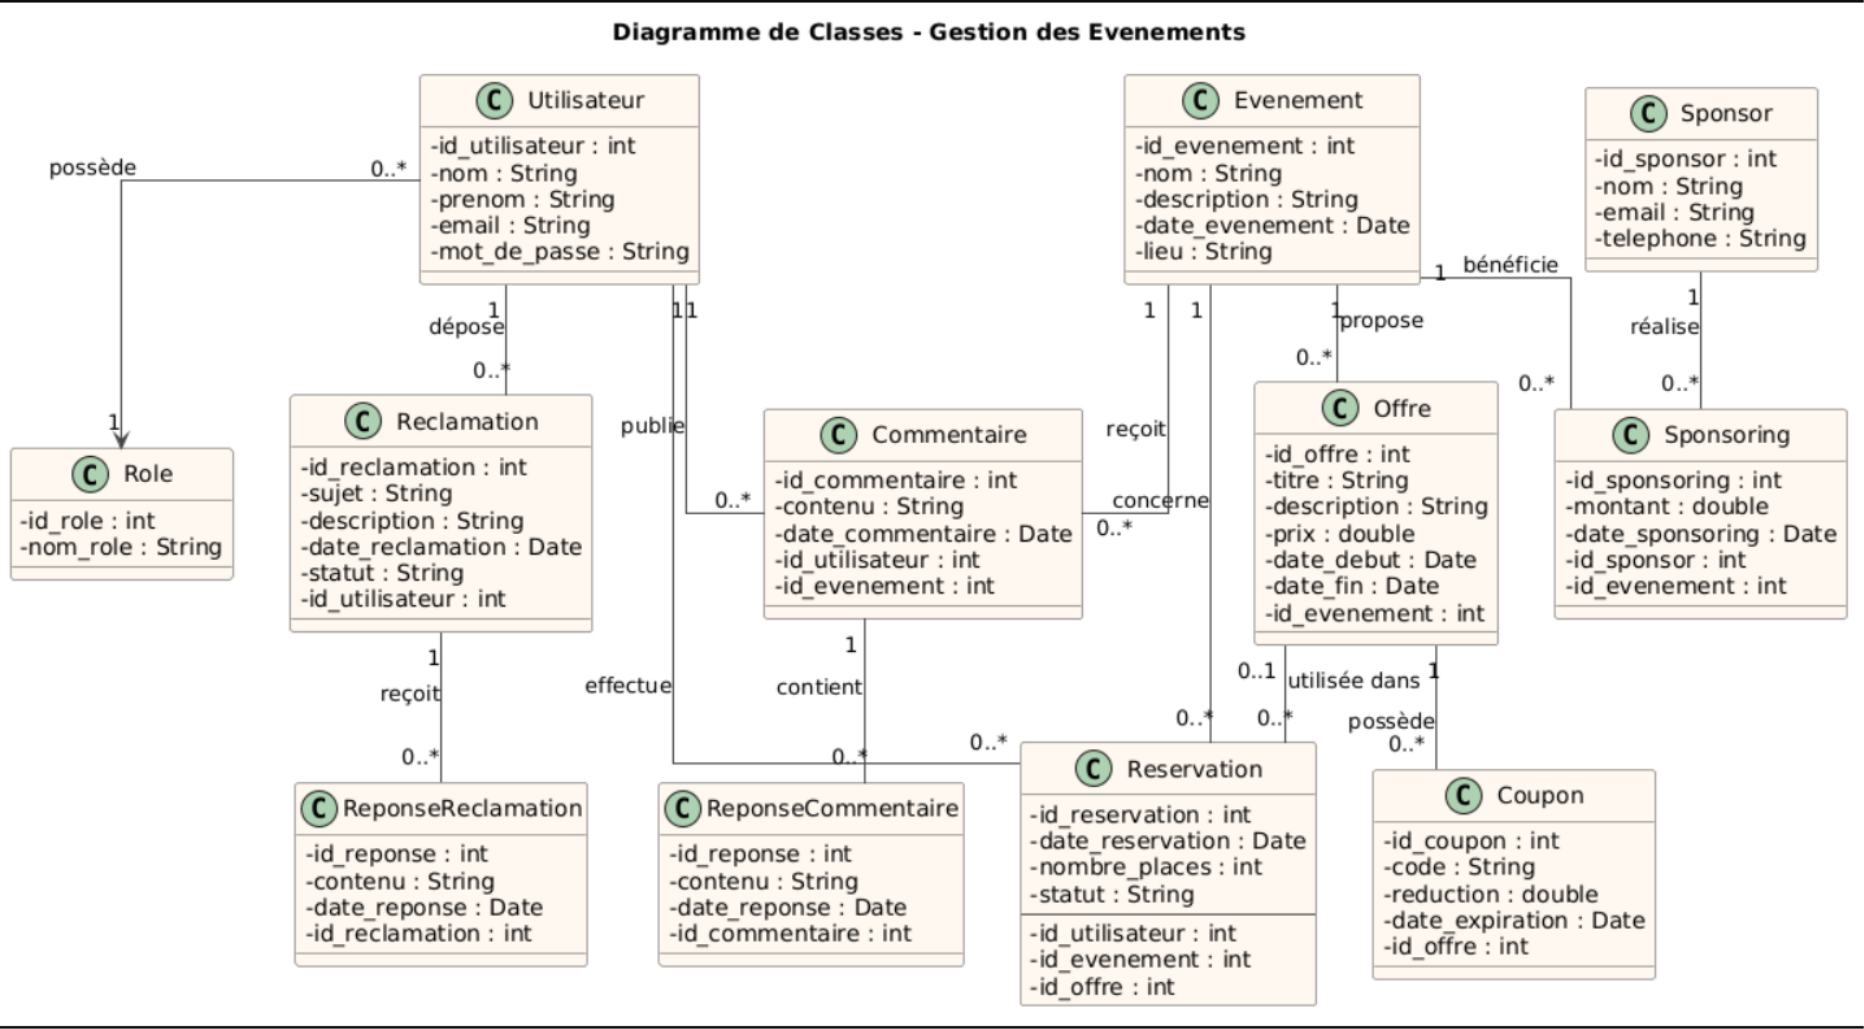 Diagramme de Classes - Gestion des Evenements
C Utilisateur
-id_utilisateur : int
-nom : String
-prenom : String
-email : String
-mot_de_passe : String
C Evenement
-id_evenement : int
-nom : String
-description : String
-date_evenement : Date
-lieu : String
C Sponsor
-id_sponsor : int
-nom : String
-email : String
-telephone : String
possède
0..*
1
1
dépose
0..*
1
publie
0..*
1
effectue
0..*
1
reçoit
0..*
1
concerne
0..*
1
propose
0..*
1
bénéficie
0..*
1
réalise
0..*
C Role
-id_role : int
-nom_role : String
C Reclamation
-id_reclamation : int
-sujet : String
-description : String
-date_reclamation : Date
-statut : String
-id_utilisateur : int
C Commentaire
-id_commentaire : int
-contenu : String
-date_commentaire : Date
-id_utilisateur : int
-id_evenement : int
C Offre
-id_offre : int
-titre : String
-description : String
-prix : double
-date_debut : Date
-date_fin : Date
-id_evenement : int
C Sponsoring
-id_sponsoring : int
-montant : double
-date_sponsoring : Date
-id_sponsor : int
-id_evenement : int
1
reçoit
0..*
1
contient
0..*
0..1
utilisée dans
0..*
1
possède
0..*
C ReponseReclamation
-id_reponse : int
-contenu : String
-date_reponse : Date
-id_reclamation : int
C ReponseCommentaire
-id_reponse : int
-contenu : String
-date_reponse : Date
-id_commentaire : int
C Reservation
-id_reservation : int
-date_reservation : Date
-nombre_places : int
-statut : String
-id_utilisateur : int
-id_evenement : int
-id_offre : int
C Coupon
-id_coupon : int
-code : String
-reduction : double
-date_expiration : Date
-id_offre : int